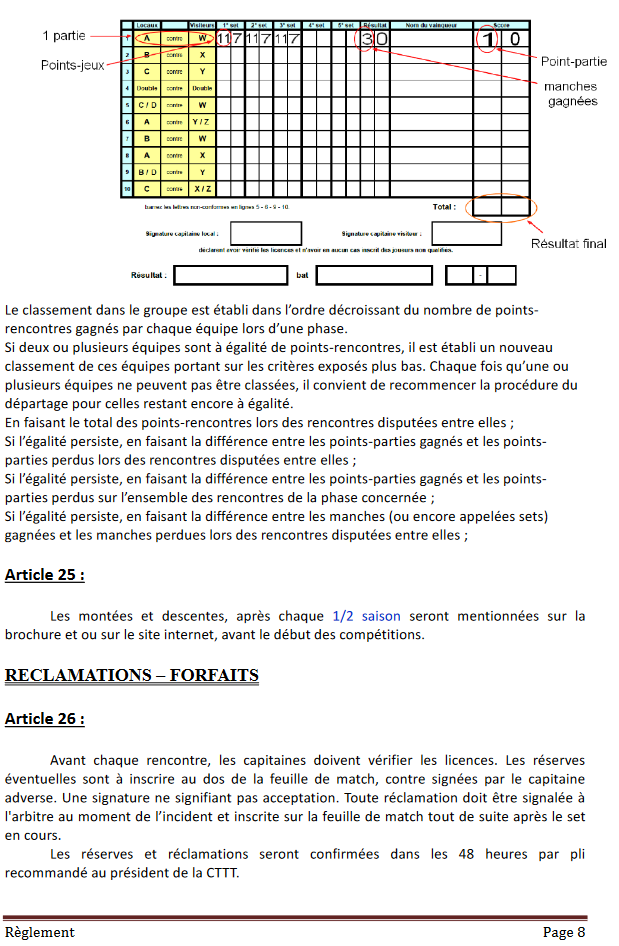 Locaux Visiteurs 1° set 2° set 3° set 4° set 5° set Résultat Nom du vainqueur Score
1 partie
1 A contre W 11 7 11 7 11 7 3 0 1 0
Points-jeux
Point-partie
manches
gagnées
2 B contre X
3 C contre Y
4 Double contre Double
5 C / D contre W
6 A contre Y / Z
7 B contre W
8 A contre X
9 B / D contre Y
10 C contre X / Z
barrez les lettres non-conformes en lignes 5 - 6 - 9 - 10.
Total :
Résultat final
Signature capitaine local : Signature capitaine visiteur :
déclarent avoir vérifié les licences et n'avoir en aucun cas inscrit des joueurs non qualifiés.
Résultat : bat -
Le classement dans le groupe est établi dans l’ordre décroissant du nombre de points-
rencontres gagnés par chaque équipe lors d’une phase.
Si deux ou plusieurs équipes sont à égalité de points-rencontres, il est établi un nouveau
classement de ces équipes portant sur les critères exposés plus bas. Chaque fois qu’une ou
plusieurs équipes ne peuvent pas être classées, il convient de recommencer la procédure du
départage pour celles restant encore à égalité.
En faisant le total des points-rencontres lors des rencontres disputées entre elles ;
Si l’égalité persiste, en faisant la différence entre les points-parties gagnés et les points-
parties perdus lors des rencontres disputées entre elles ;
Si l’égalité persiste, en faisant la différence entre les points-parties gagnés et les points-
parties perdus sur l’ensemble des rencontres de la phase concernée ;
Si l’égalité persiste, en faisant la différence entre les manches (ou encore appelées sets)
gagnées et les manches perdues lors des rencontres disputées entre elles ;
Article 25 :
Les montées et descentes, après chaque 1/2 saison seront mentionnées sur la
brochure et ou sur le site internet, avant le début des compétitions.
RECLAMATIONS – FORFAITS
Article 26 :
Avant chaque rencontre, les capitaines doivent vérifier les licences. Les réserves
éventuelles sont à inscrire au dos de la feuille de match, contre signées par le capitaine
adverse. Une signature ne signifiant pas acceptation. Toute réclamation doit être signalée à
l'arbitre au moment de l’incident et inscrite sur la feuille de match tout de suite après le set
en cours.
Les réserves et réclamations seront confirmées dans les 48 heures par pli
recommandé au président de la CTTT.
Règlement Page 8